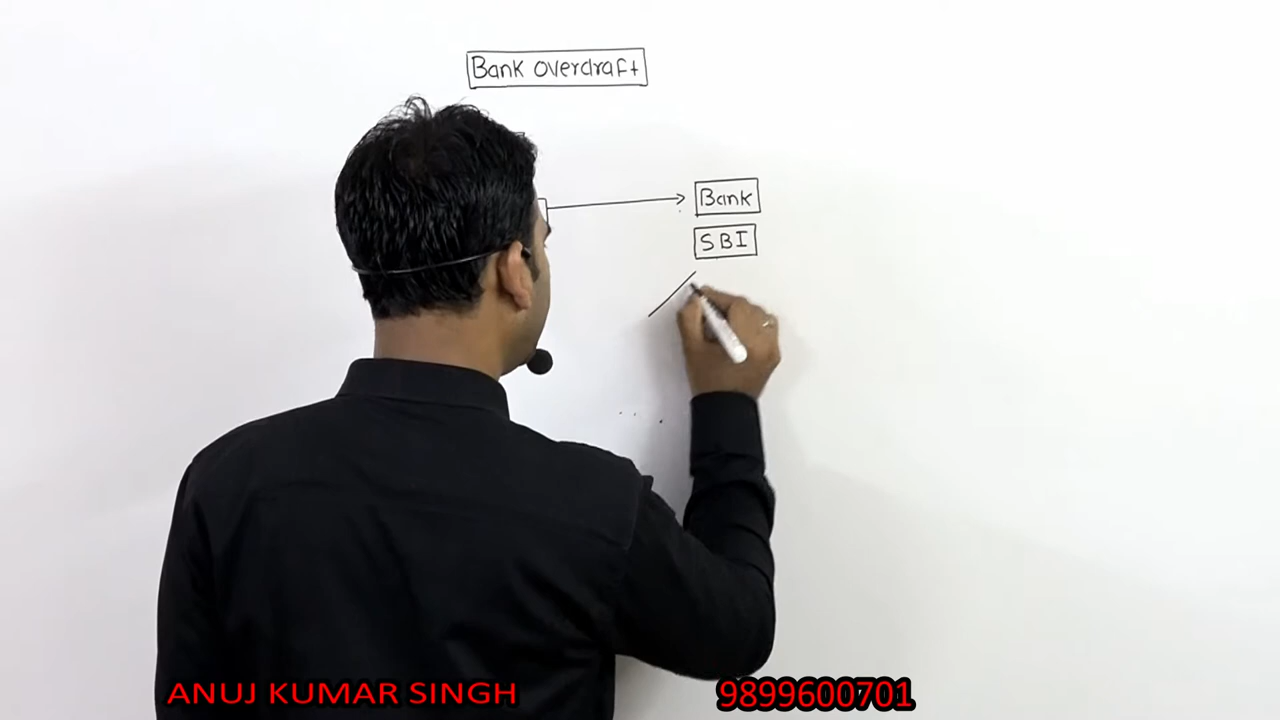 Bank overdraft
Bank
SBI
ANUJ KUMAR SINGH
9899600701